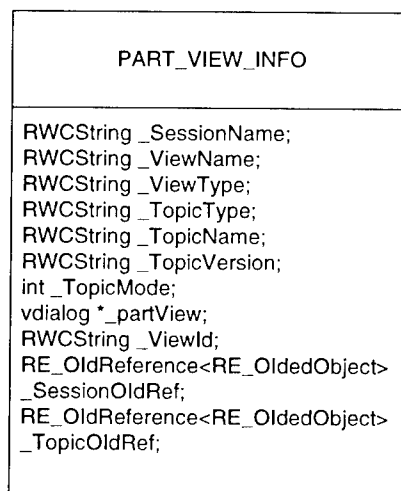 PART_VIEW_INFO
RWCString _SessionName;
RWCString _ViewName;
RWCString _ViewType;
RWCString _TopicType;
RWCString _TopicName;
RWCString _TopicVersion;
int _TopicMode;
vdialog *_partView;
RWCString _ViewId;
RE_OldReference<RE_OldedObject>
_SessionOldRef;
RE_OldReference<RE_OldedObject>
_TopicOldRef;